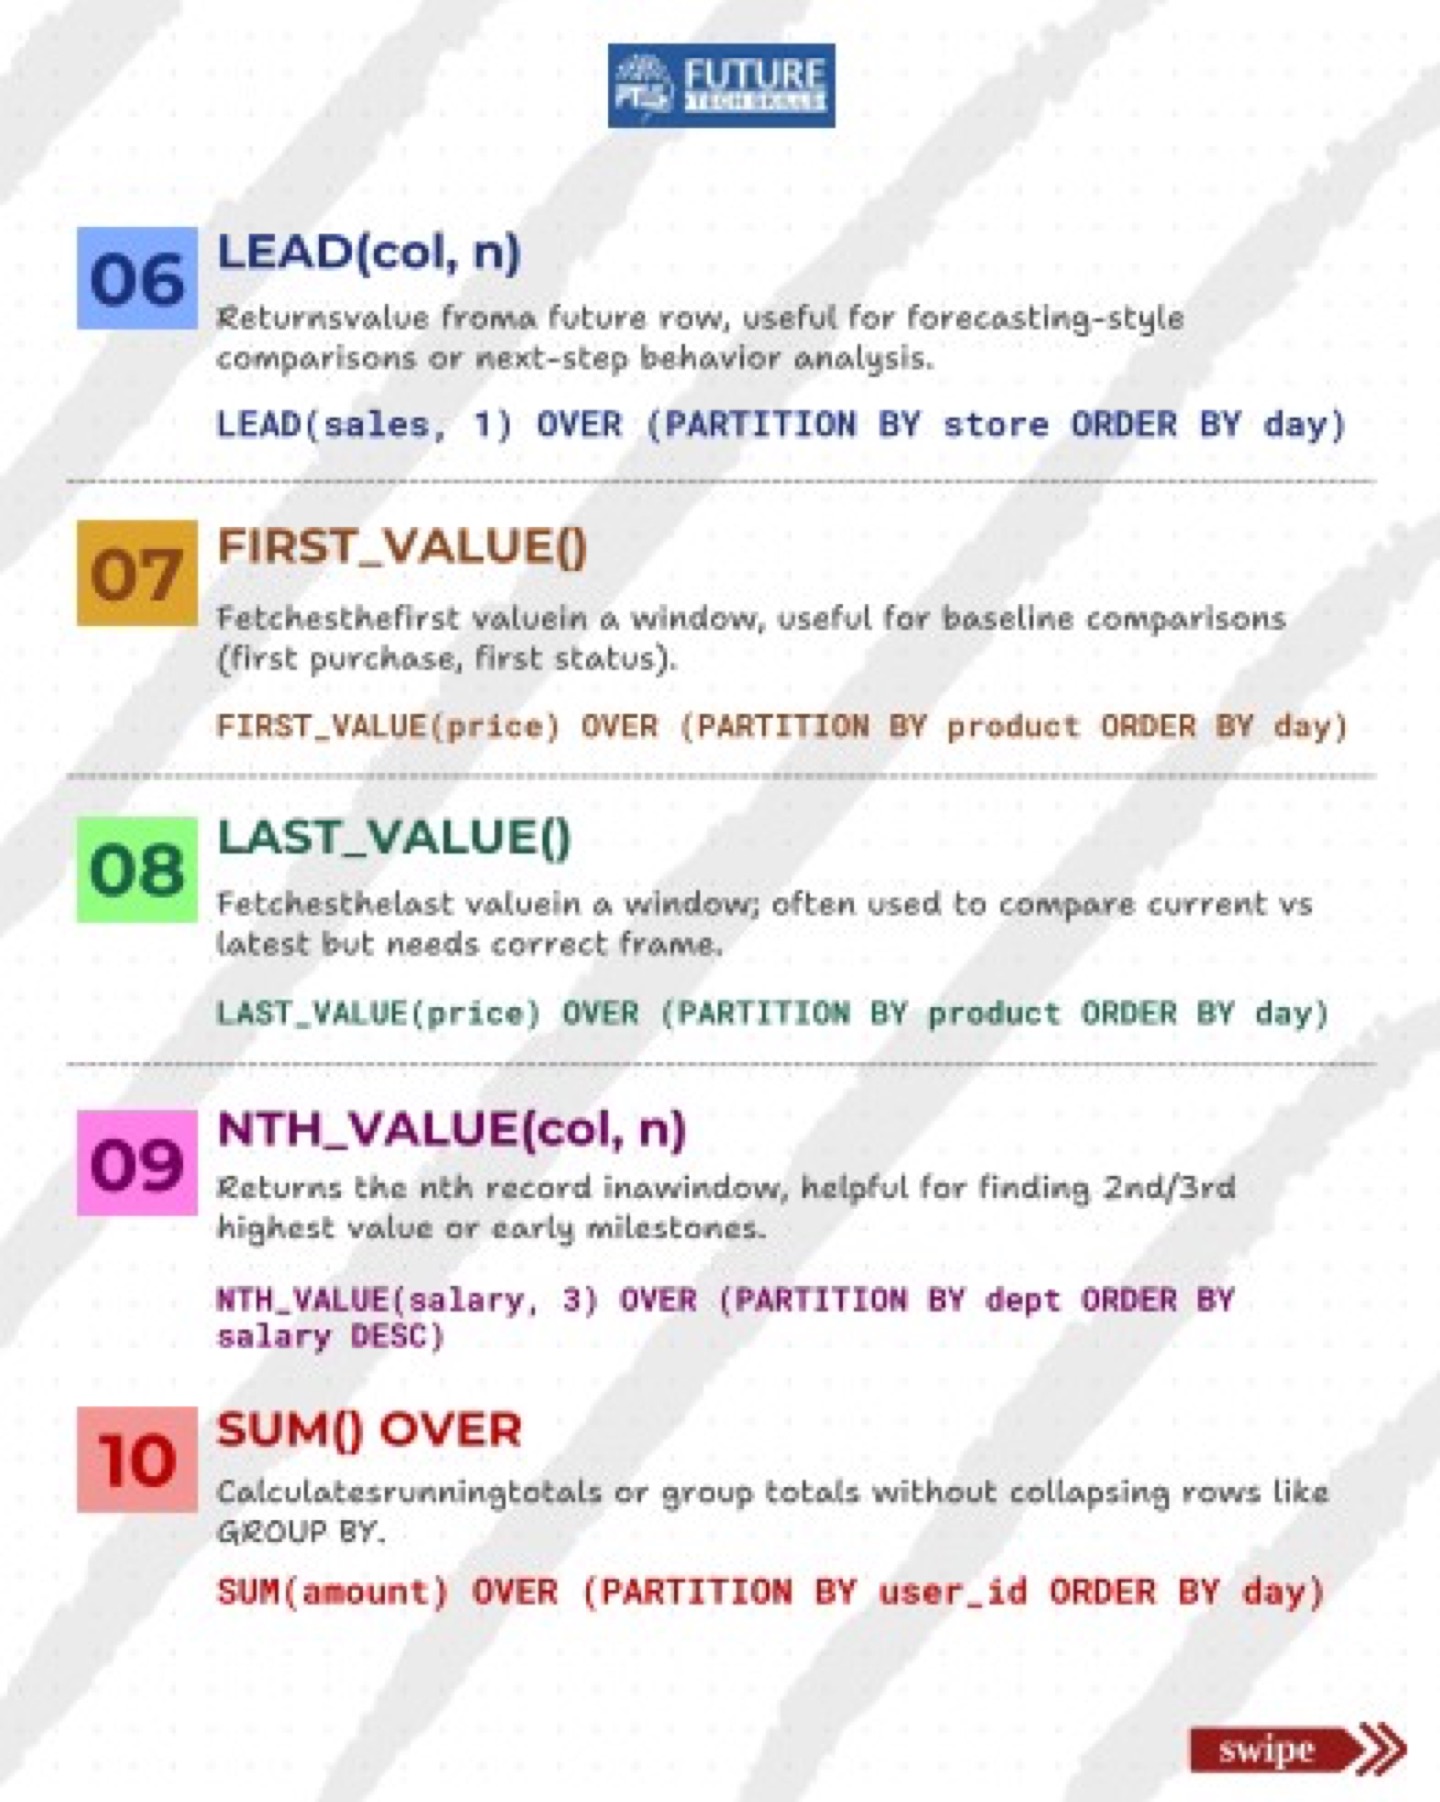 FUTURE
TECH SKILLS
06
LEAD(col, n)
Returnsvalue froma future row, useful for forecasting-style
comparisons or next-step behavior analysis.
LEAD(sales, 1) OVER (PARTITION BY store ORDER BY day)
07
FIRST_VALUE()
Fetchesthefirst valuein a window, useful for baseline comparisons
(first purchase, first status).
FIRST_VALUE(price) OVER (PARTITION BY product ORDER BY day)
08
LAST_VALUE()
Fetchesthelast valuein a window; often used to compare current vs
latest but needs correct frame.
LAST_VALUE(price) OVER (PARTITION BY product ORDER BY day)
09
NTH_VALUE(col, n)
Returns the nth record inawindow, helpful for finding 2nd/3rd
highest value or early milestones.
NTH_VALUE(salary, 3) OVER (PARTITION BY dept ORDER BY
salary DESC)
10
SUM() OVER
Calculatesrunningtotals or group totals without collapsing rows like
GROUP BY.
SUM(amount) OVER (PARTITION BY user_id ORDER BY day)
swipe